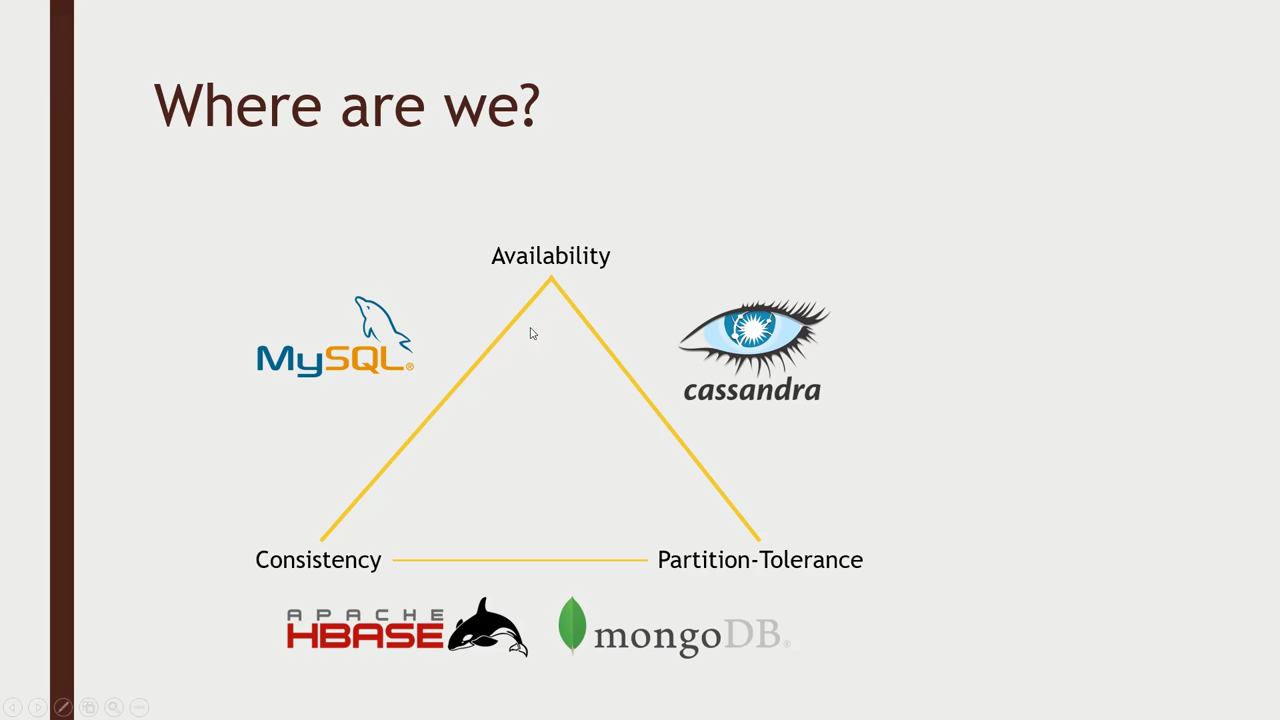 Where are we?
Availability
MySQL®
cassandra
Consistency
Partition-Tolerance
APACHE
HBASE
mongoDB®